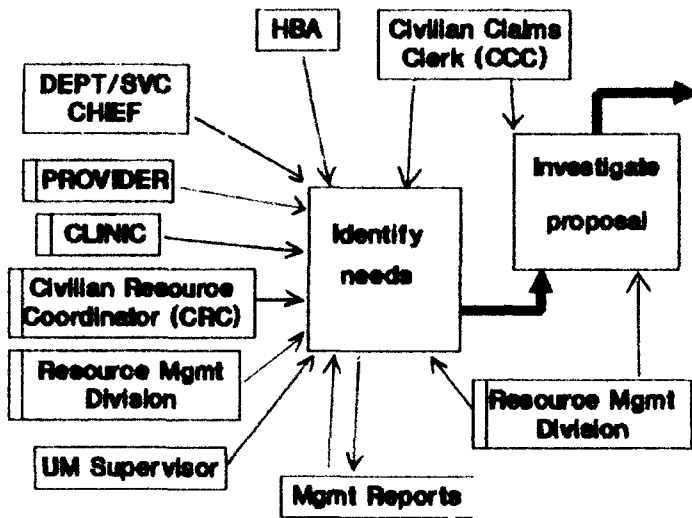 HBA
Civilian Claims
Clerk (CCC)
DEPT/SVC
CHIEF
PROVIDER
CLINIC
Civilian Resource
Coordinator (CRC)
Resource Mgmt
Division
UM Supervisor
Identify
needs
Investigate
proposal
Resource Mgmt
Division
Mgmt Reports